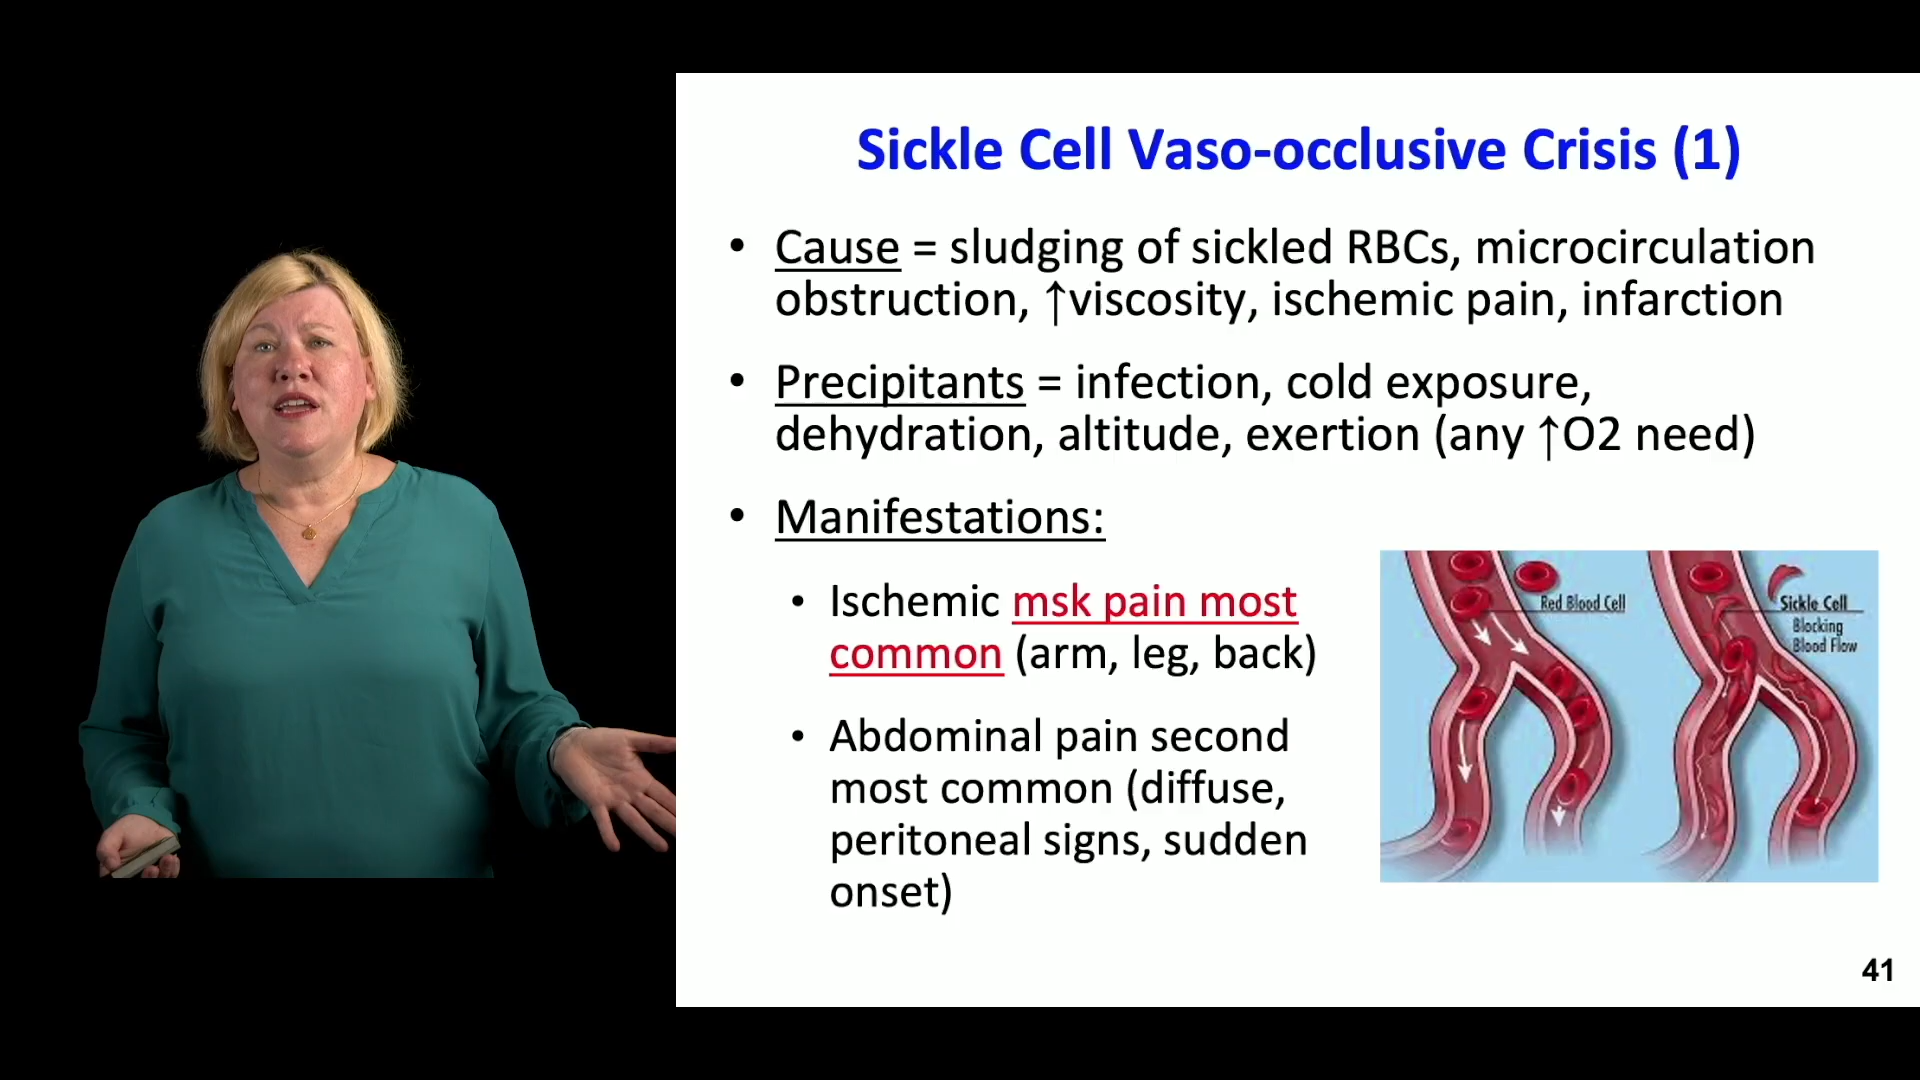 Sickle Cell Vaso-occlusive Crisis (1)
• Cause = sludging of sickled RBCs, microcirculation
obstruction, ↑viscosity, ischemic pain, infarction
• Precipitants = infection, cold exposure,
dehydration, altitude, exertion (any ↑O2 need)
• Manifestations:
• Ischemic msk pain most
common (arm, leg, back)
• Abdominal pain second
most common (diffuse,
peritoneal signs, sudden
onset)
Red Blood Cell
Sickle Cell
Blocking
Blood Flow
41